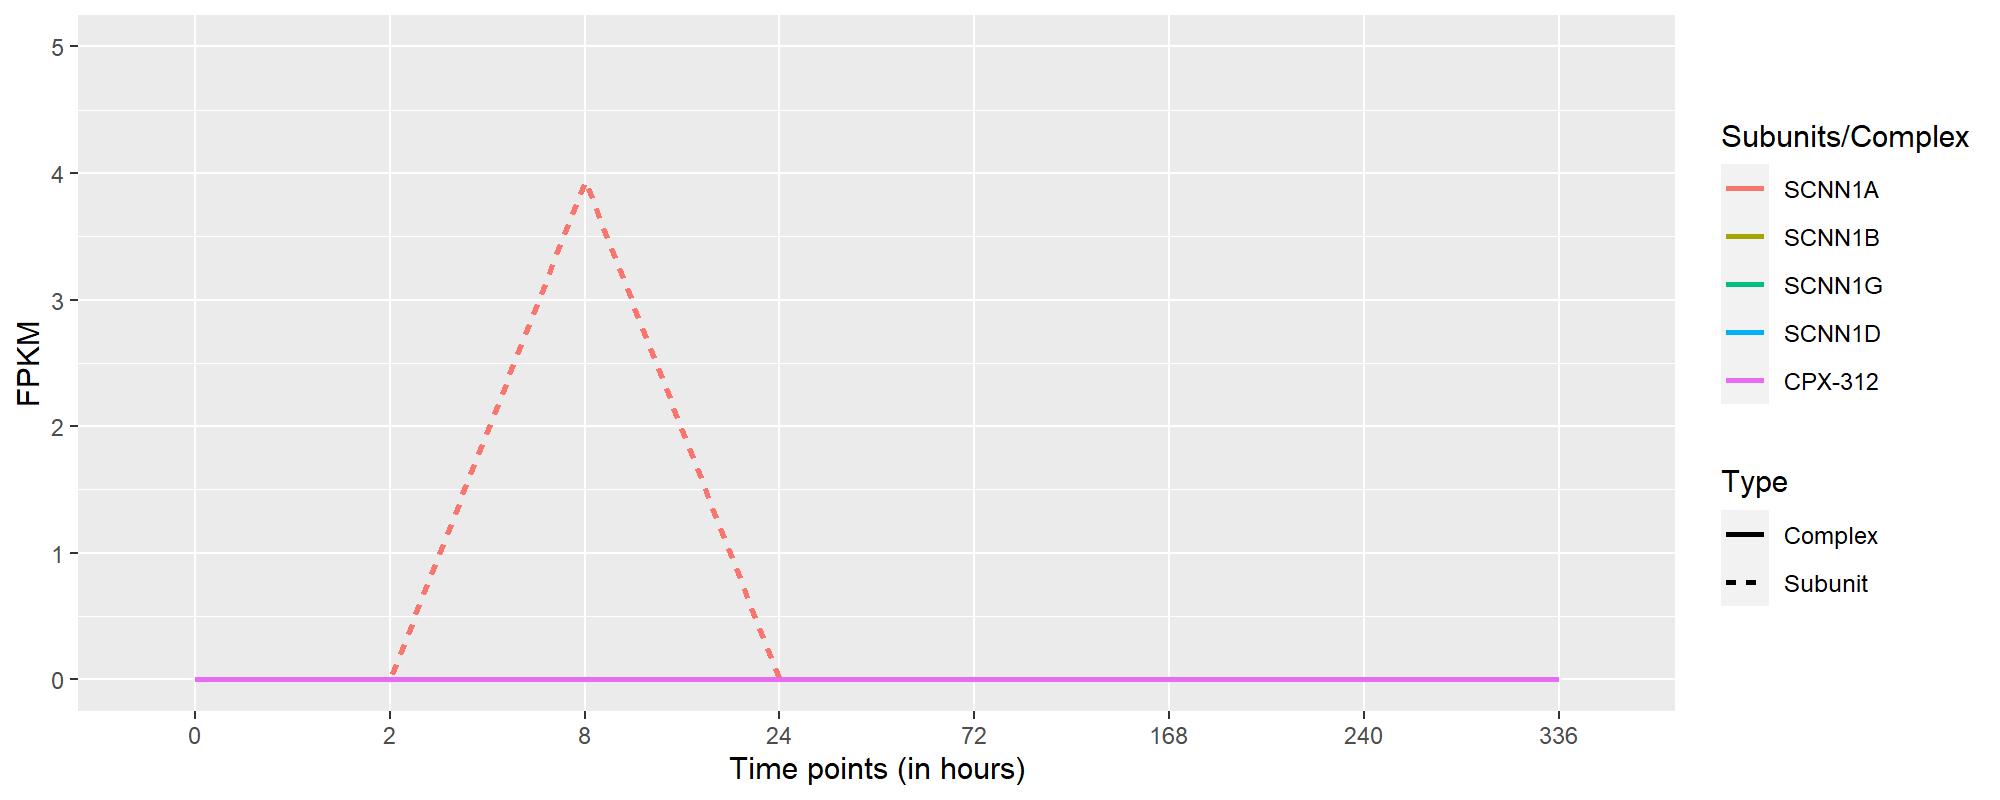 5
4
3
2
1
0
FPKM
0 2 8 24 72 168 240 336
Time points (in hours)
Subunits/Complex
SCNN1A
SCNN1B
SCNN1G
SCNN1D
CPX-312
Type
Complex
Subunit